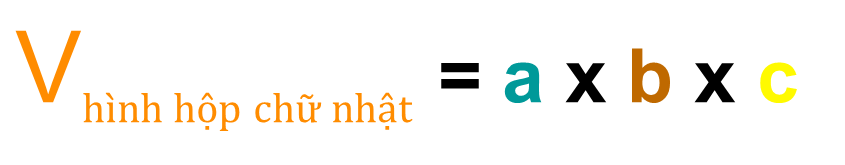 V hình hộp chữ nhật = a x b x c